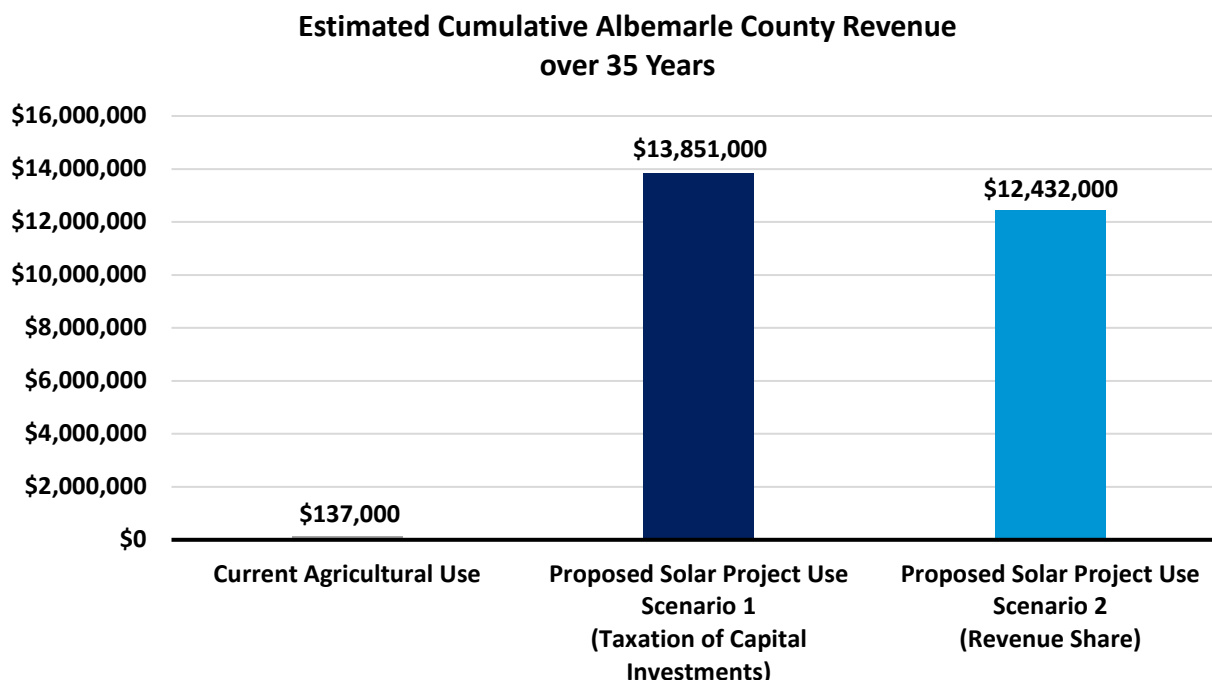 Estimated Cumulative Albemarle County Revenue
over 35 Years
$16,000,000
$14,000,000
$12,000,000
$10,000,000
$8,000,000
$6,000,000
$4,000,000
$2,000,000
$0
$137,000
$13,851,000
$12,432,000
Current Agricultural Use
Proposed Solar Project Use
Scenario 1
(Taxation of Capital
Investments)
Proposed Solar Project Use
Scenario 2
(Revenue Share)